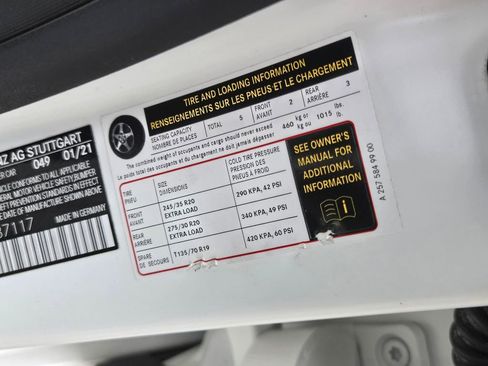 NZ AG STUTTGART
049 01/21
87117
TIRE AND LOADING INFORMATION
RENSEIGNEMENTS SUR LES PNEUS ET LE CHARGEMENT
SEATING CAPACITY TOTAL 5 FRONT 2 REAR 3
NOMBRE DE PLACES AVANT ARRIÈRE
The combined weight of occupants and cargo should never exceed 460 kg or 1015 lbs.
Le poids total des occupants et du chargement ne doit jamais dépasser kg ou lb.
TIRE SIZE COLD TIRE PRESSURE
PNEU DIMENSIONS PRESSION DES PNEUS À FROID
FRONT 245/35 R20 290 KPA, 42 PSI
AVANT EXTRA LOAD
REAR 275/30 R20 340 KPA, 49 PSI
ARRIÈRE EXTRA LOAD
SPARE T135/70 R19 420 KPA, 60 PSI
DE SECOURS
SEE OWNER'S
MANUAL FOR
ADDITIONAL
INFORMATION
A 257 584 99 00